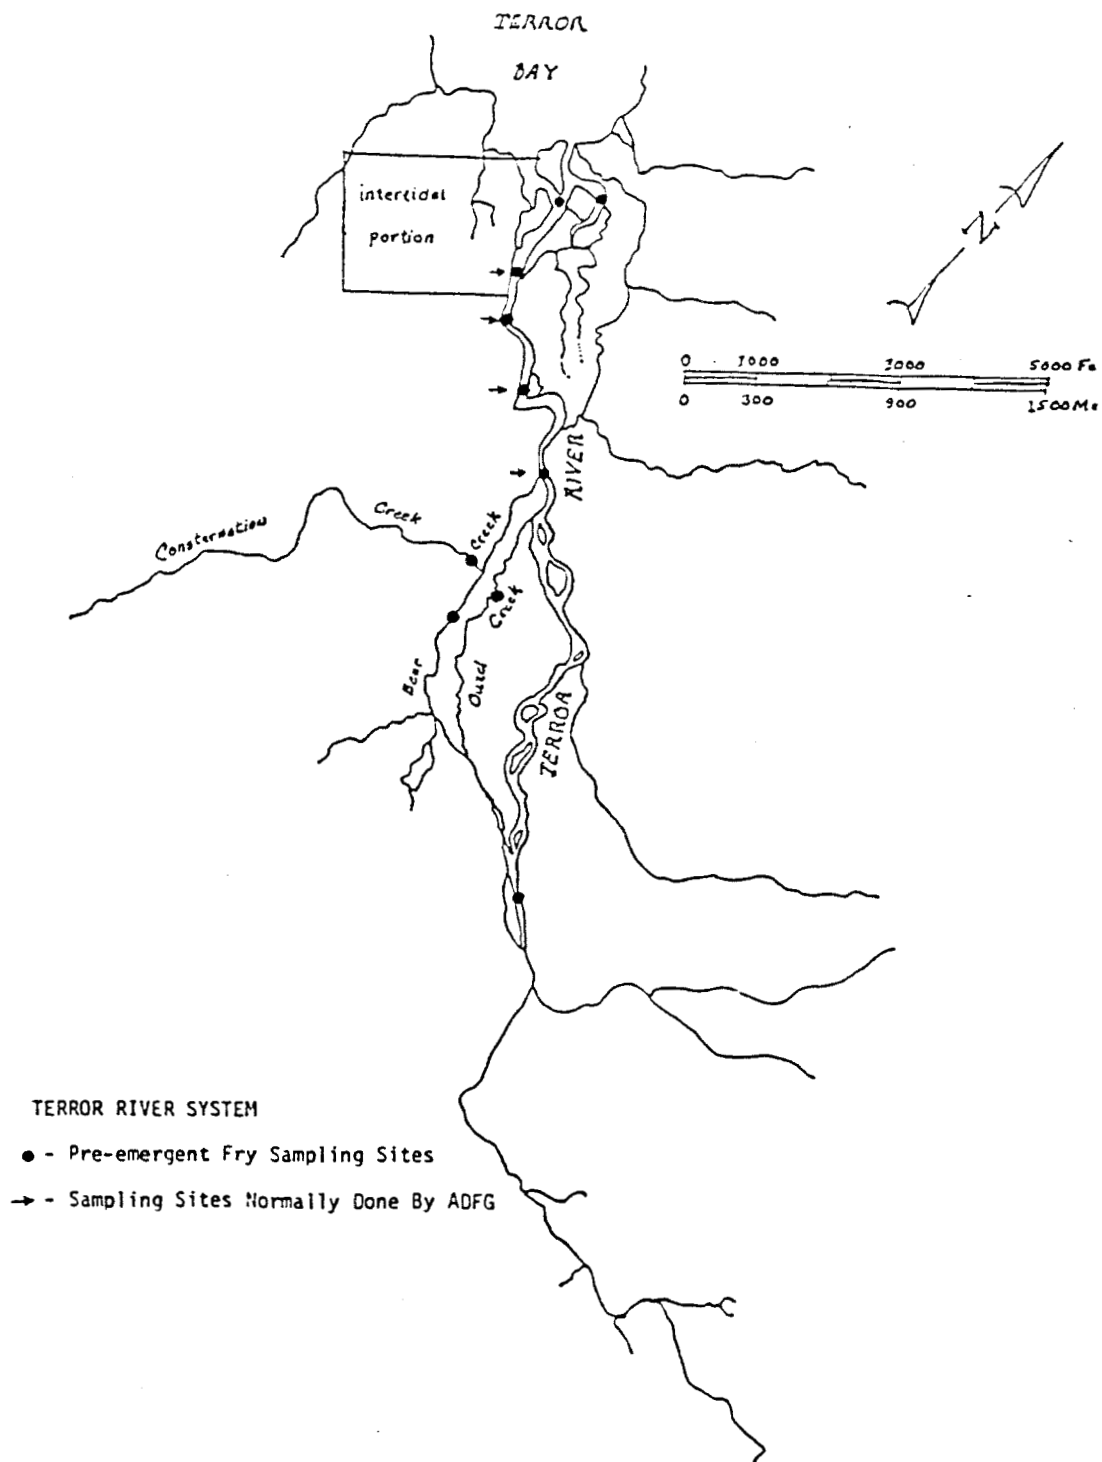 TERROR
BAY
intertidal
portion
N
0 1000 3000 5000 Fe
0 300 900 1500 Me
RIVER
Consternation Creek
Creek
Creek
Bear
Ouzel
TERROR
TERROR RIVER SYSTEM
● - Pre-emergent Fry Sampling Sites
→ - Sampling Sites Normally Done By ADFG